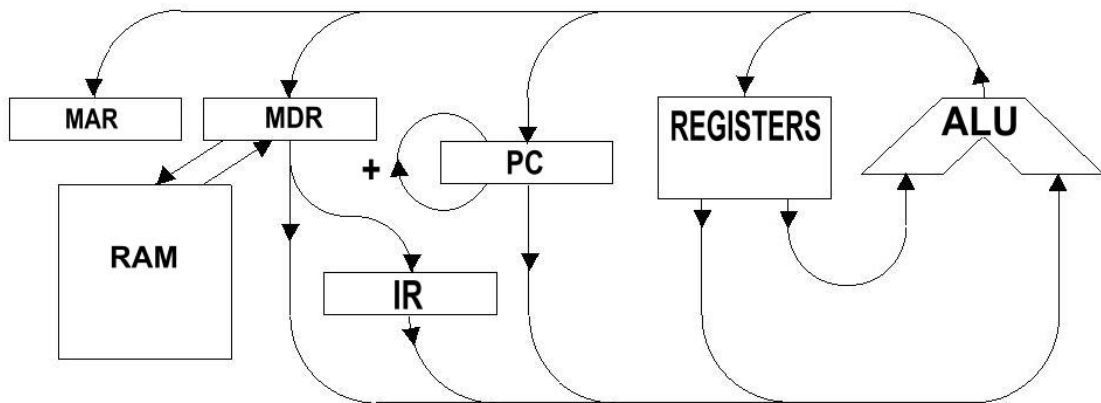 MAR
MDR
REGISTERS
ALU
+
PC
RAM
IR